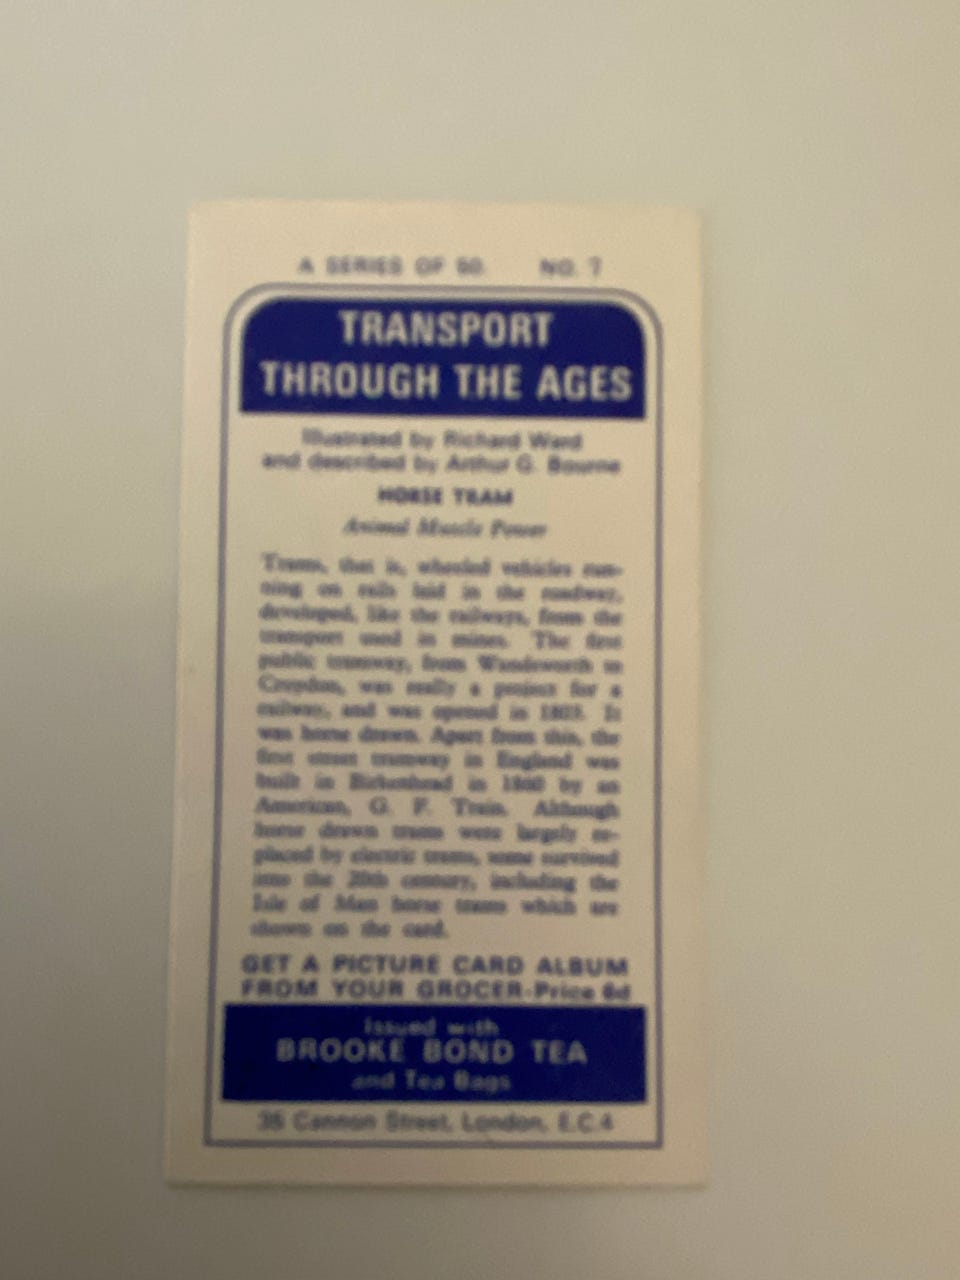 A SERIES OF 50. NO. 7
TRANSPORT
THROUGH THE AGES
Illustrated by Richard Ward
and described by Arthur G. Bourne
HORSE TRAM
Animal Muscle Power
Trams, that is, wheeled vehicles run-
ning on rails laid in the roadway,
developed, like the railways, from the
transport used in mines. The first
public tramway, from Wandsworth to
Croydon, was really a project for a
railway, and was opened in 1803. It
was horse drawn. Apart from this, the
first street tramway in England was
built in Birkenhead in 1860 by an
American, G. F. Train. Although
horse drawn trams were largely re-
placed by electric trams, some survived
into the 20th century, including the
Isle of Man horse trams which are
shown on the card.
GET A PICTURE CARD ALBUM
FROM YOUR GROCER-Price 6d
Issued with
BROOKE BOND TEA
and Tea Bags
35 Cannon Street, London, E.C.4